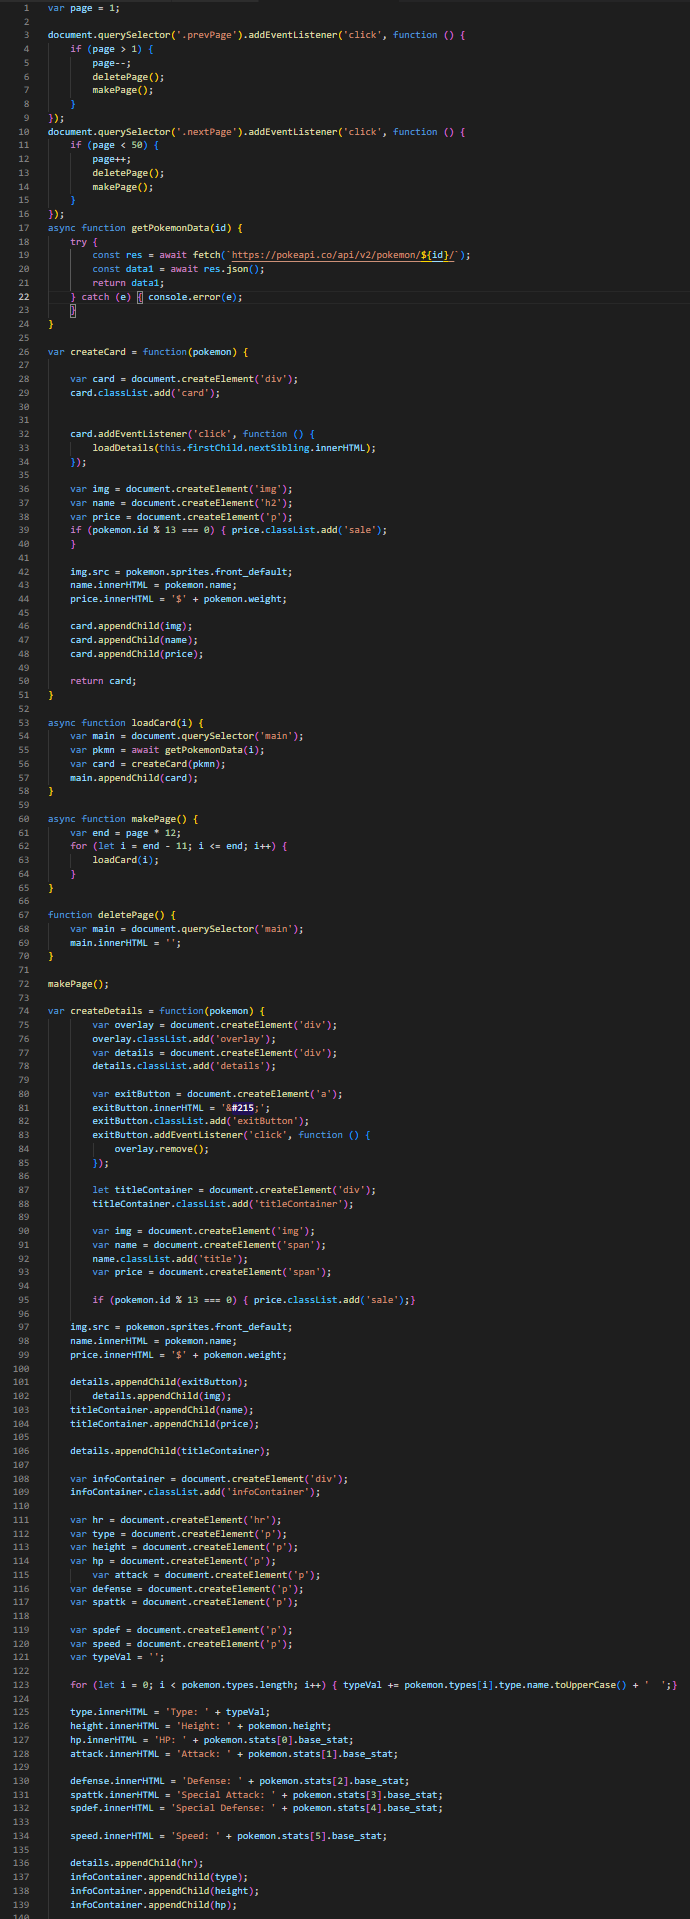 1 var page = 1;
2
3 document.querySelector('.prevPage').addEventListener('click', function () {
4 if (page > 1) {
5 page--;
6 deletePage();
7 makePage();
8 }
9 });
10 document.querySelector('.nextPage').addEventListener('click', function () {
11 if (page < 50) {
12 page++;
13 deletePage();
14 makePage();
15 }
16 });
17 async function getPokemonData(id) {
18 try {
19 const res = await fetch(`https://pokeapi.co/api/v2/pokemon/${id}/`);
20 const data1 = await res.json();
21 return data1;
22 } catch (e) { console.error(e);
23 }
24 }
25
26 var createCard = function(pokemon) {
27
28 var card = document.createElement('div');
29 card.classList.add('card');
30
31
32 card.addEventListener('click', function () {
33 loadDetails(this.firstChild.nextSibling.innerHTML);
34 });
35
36 var img = document.createElement('img');
37 var name = document.createElement('h2');
38 var price = document.createElement('p');
39 if (pokemon.id % 13 === 0) { price.classList.add('sale');
40 }
41
42 img.src = pokemon.sprites.front_default;
43 name.innerHTML = pokemon.name;
44 price.innerHTML = '$' + pokemon.weight;
45
46 card.appendChild(img);
47 card.appendChild(name);
48 card.appendChild(price);
49
50 return card;
51 }
52
53 async function loadCard(i) {
54 var main = document.querySelector('main');
55 var pkmn = await getPokemonData(i);
56 var card = createCard(pkmn);
57 main.appendChild(card);
58 }
59
60 async function makePage() {
61 var end = page * 12;
62 for (let i = end - 11; i <= end; i++) {
63 loadCard(i);
64 }
65 }
66
67 function deletePage() {
68 var main = document.querySelector('main');
69 main.innerHTML = '';
70 }
71
72 makePage();
73
74 var createDetails = function(pokemon) {
75 var overlay = document.createElement('div');
76 overlay.classList.add('overlay');
77 var details = document.createElement('div');
78 details.classList.add('details');
79
80 var exitButton = document.createElement('a');
81 exitButton.innerHTML = '&#215;';
82 exitButton.classList.add('exitButton');
83 exitButton.addEventListener('click', function () {
84 overlay.remove();
85 });
86
87 let titleContainer = document.createElement('div');
88 titleContainer.classList.add('titleContainer');
89
90 var img = document.createElement('img');
91 var name = document.createElement('span');
92 name.classList.add('title');
93 var price = document.createElement('span');
94
95 if (pokemon.id % 13 === 0) { price.classList.add('sale');}
96
97 img.src = pokemon.sprites.front_default;
98 name.innerHTML = pokemon.name;
99 price.innerHTML = '$' + pokemon.weight;
100
101 details.appendChild(exitButton);
102 details.appendChild(img);
103 titleContainer.appendChild(name);
104 titleContainer.appendChild(price);
105
106 details.appendChild(titleContainer);
107
108 var infoContainer = document.createElement('div');
109 infoContainer.classList.add('infoContainer');
110
111 var hr = document.createElement('hr');
112 var type = document.createElement('p');
113 var height = document.createElement('p');
114 var hp = document.createElement('p');
115 var attack = document.createElement('p');
116 var defense = document.createElement('p');
117 var spattk = document.createElement('p');
118
119 var spdef = document.createElement('p');
120 var speed = document.createElement('p');
121 var typeVal = '';
122
123 for (let i = 0; i < pokemon.types.length; i++) { typeVal += pokemon.types[i].type.name.toUpperCase() + '  ';}
124
125 type.innerHTML = 'Type: ' + typeVal;
126 height.innerHTML = 'Height: ' + pokemon.height;
127 hp.innerHTML = 'HP: ' + pokemon.stats[0].base_stat;
128 attack.innerHTML = 'Attack: ' + pokemon.stats[1].base_stat;
129
130 defense.innerHTML = 'Defense: ' + pokemon.stats[2].base_stat;
131 spattk.innerHTML = 'Special Attack: ' + pokemon.stats[3].base_stat;
132 spdef.innerHTML = 'Special Defense: ' + pokemon.stats[4].base_stat;
133
134 speed.innerHTML = 'Speed: ' + pokemon.stats[5].base_stat;
135
136 details.appendChild(hr);
137 infoContainer.appendChild(type);
138 infoContainer.appendChild(height);
139 infoContainer.appendChild(hp);
140